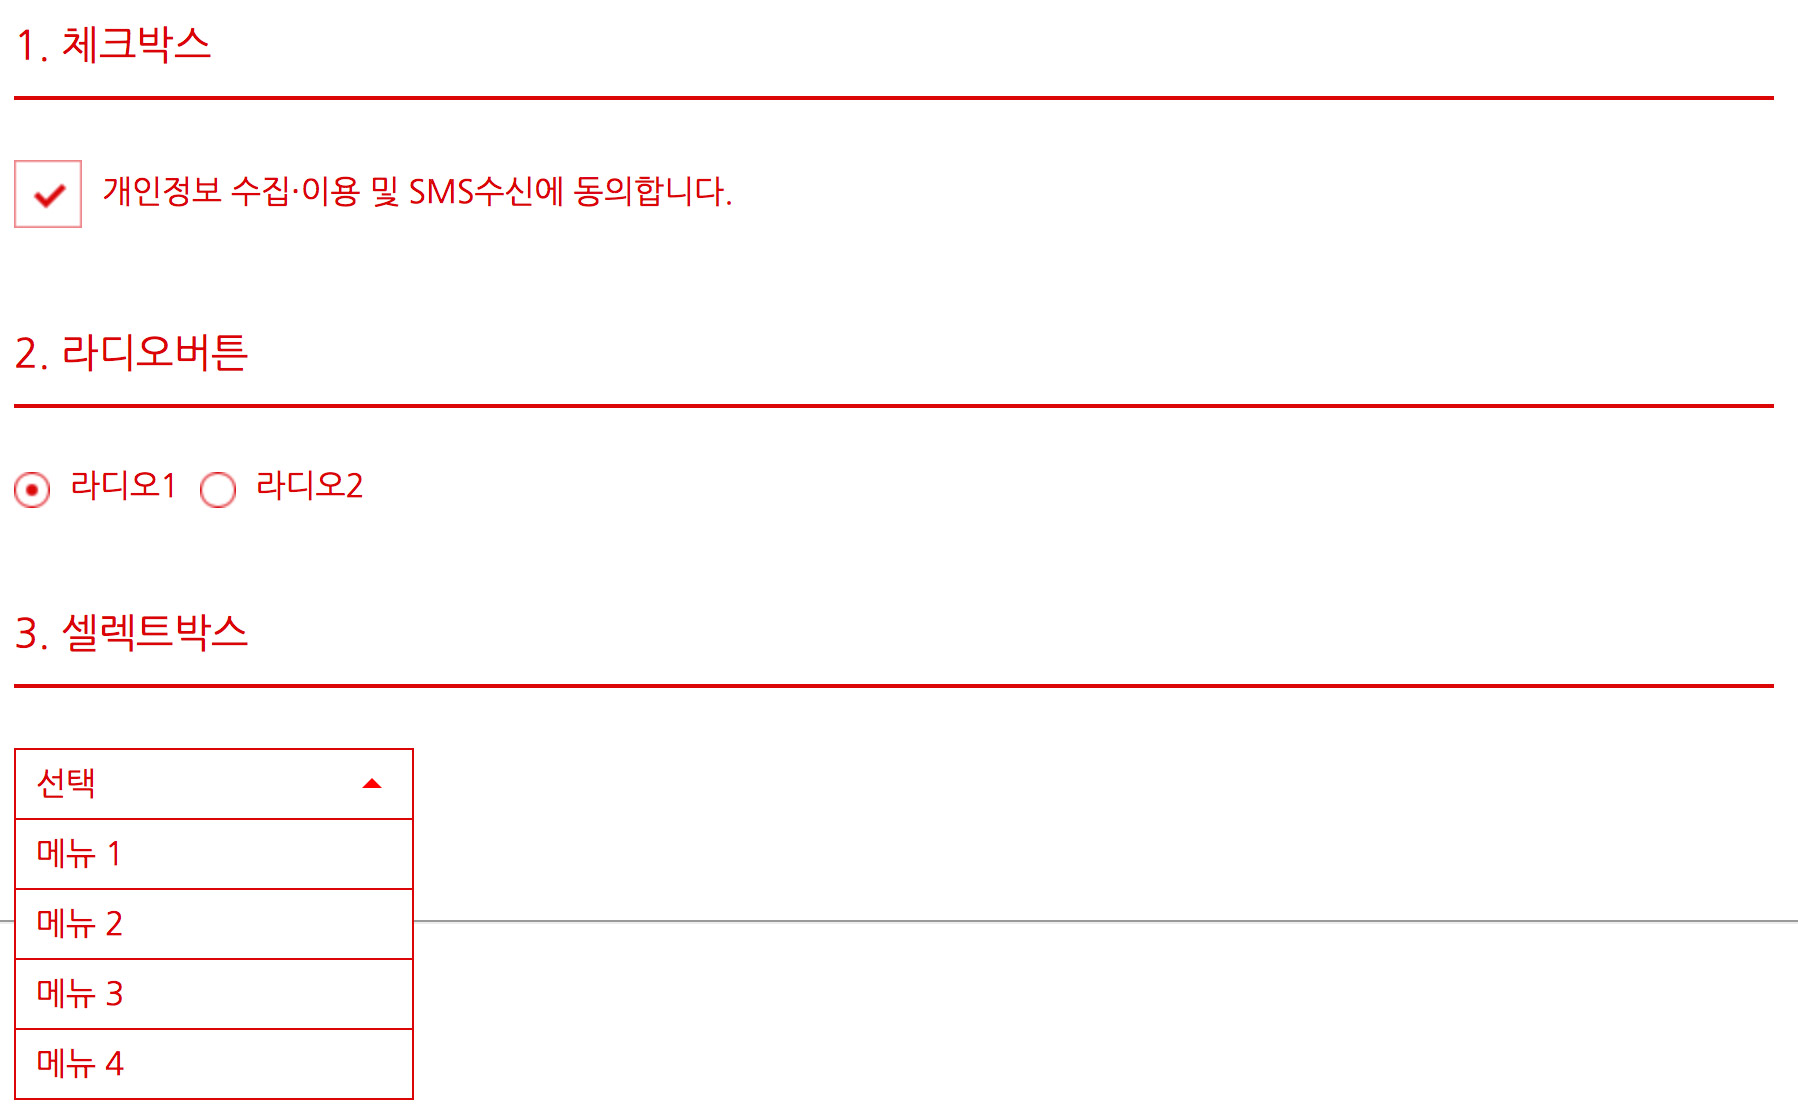 1. 체크박스
개인정보 수집·이용 및 SMS수신에 동의합니다.
2. 라디오버튼
라디오1 라디오2
3. 셀렉트박스
선택
메뉴 1
메뉴 2
메뉴 3
메뉴 4